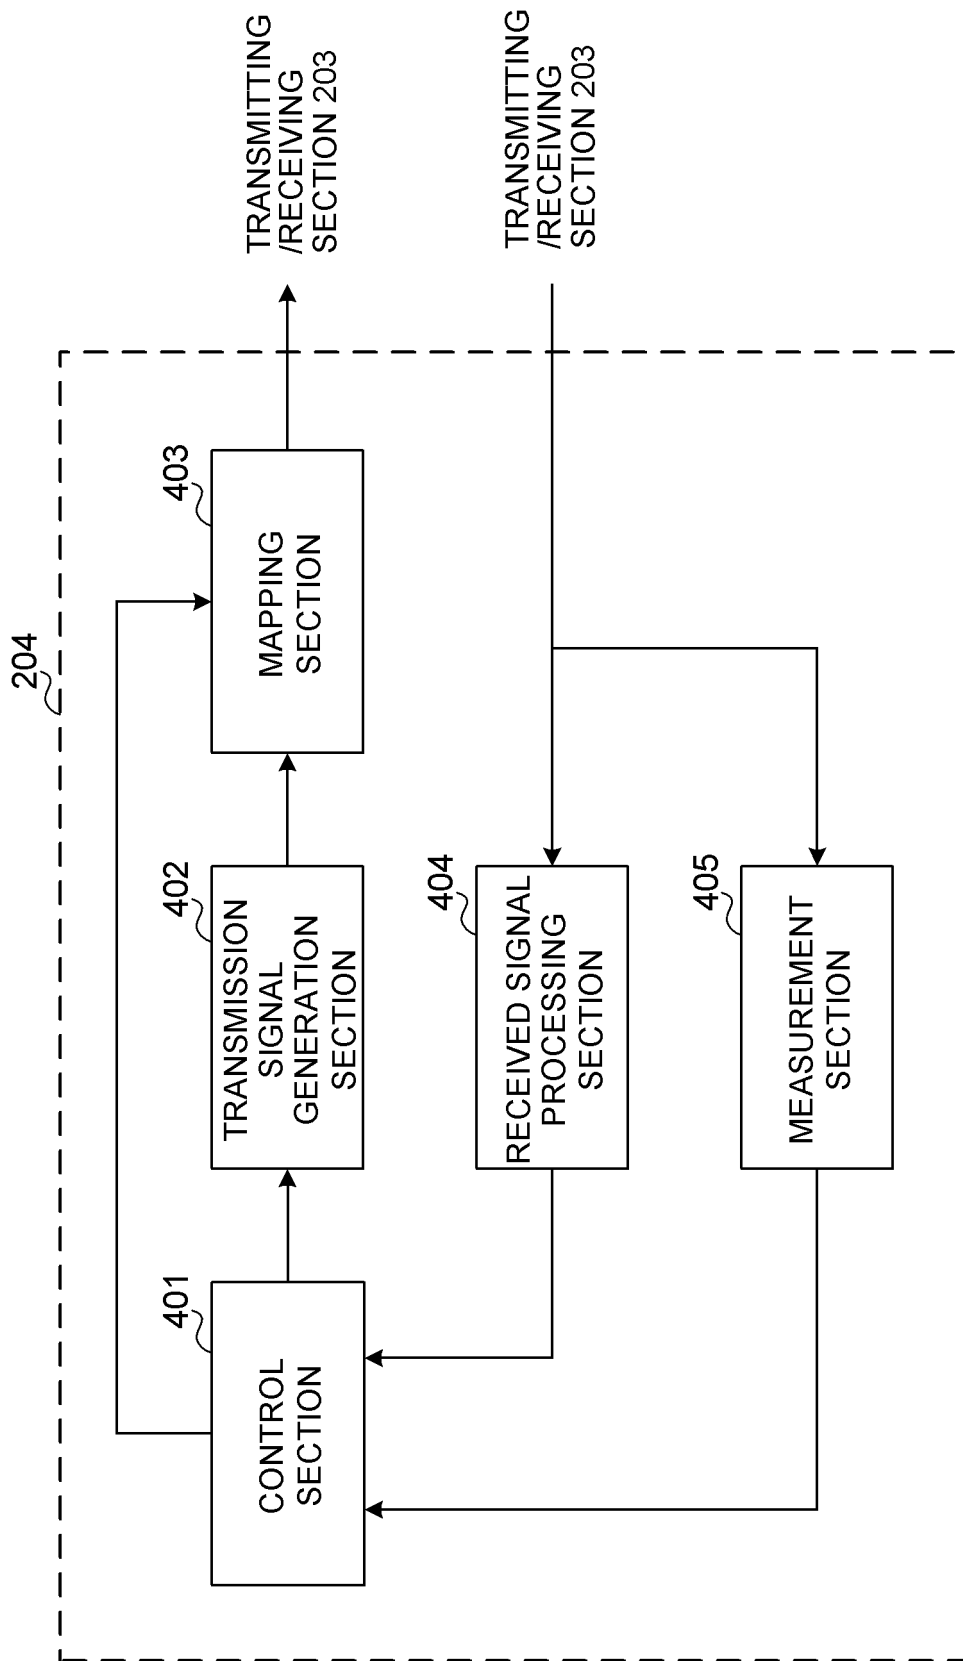 204
TRANSMITTING
/RECEIVING
SECTION 203
403
MAPPING
SECTION
402
TRANSMISSION
SIGNAL
GENERATION
SECTION
401
CONTROL
SECTION
TRANSMITTING
/RECEIVING
SECTION 203
404
RECEIVED SIGNAL
PROCESSING
SECTION
405
MEASUREMENT
SECTION